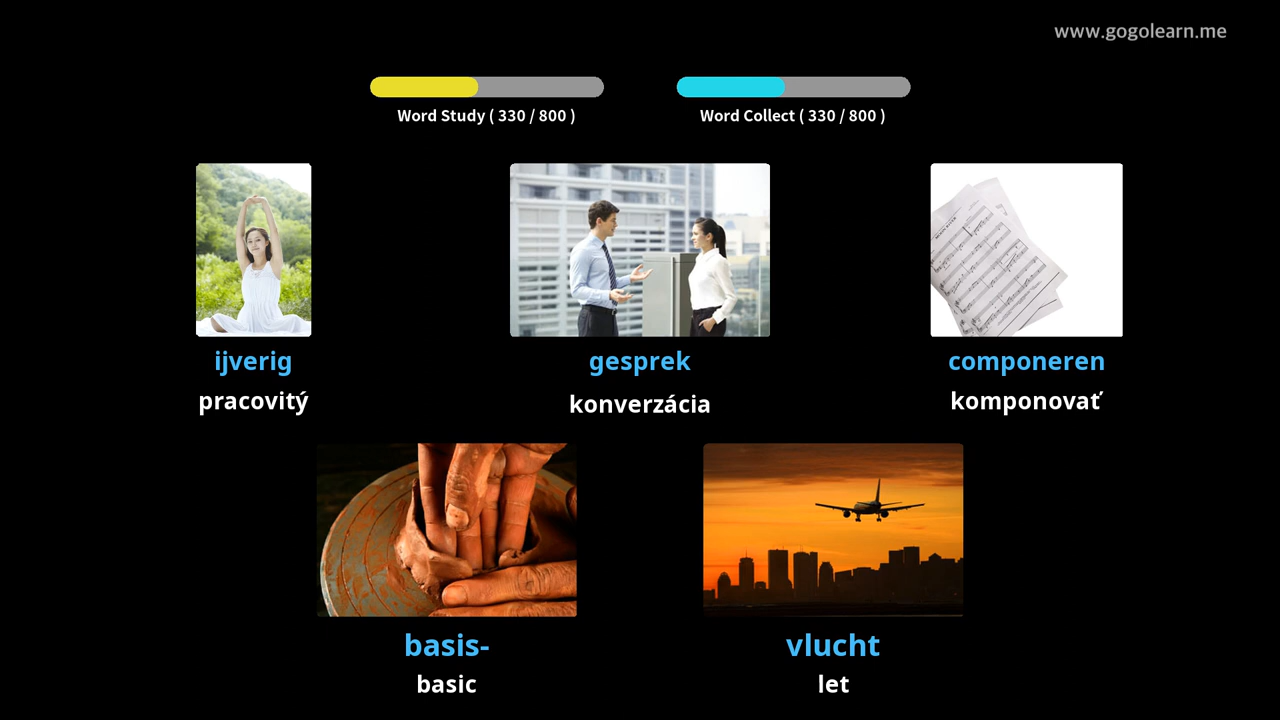 www.gogolearn.me
Word Study ( 330 / 800 )
Word Collect ( 330 / 800 )
ijverig
pracovitý
gesprek
konverzácia
componeren
komponovať
basis-
basic
vlucht
let